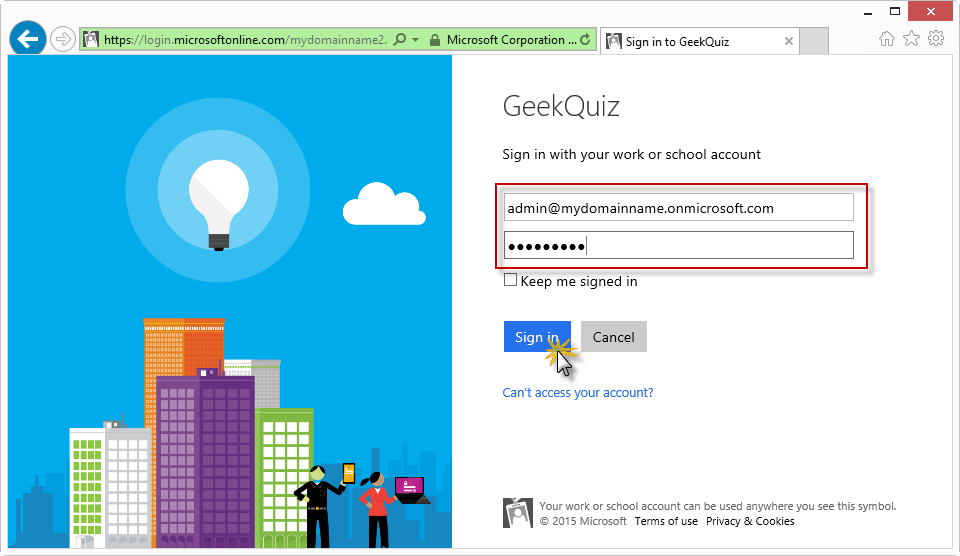 https://login.microsoftonline.com/mydomainname2.
Microsoft Corporation ...
Sign in to GeekQuiz
GeekQuiz
Sign in with your work or school account
admin@mydomainname.onmicrosoft.com
●●●●●●●●●
Keep me signed in
Sign in
Cancel
Can't access your account?
Your work or school account can be used anywhere you see this symbol.
© 2015 Microsoft Terms of use Privacy & Cookies